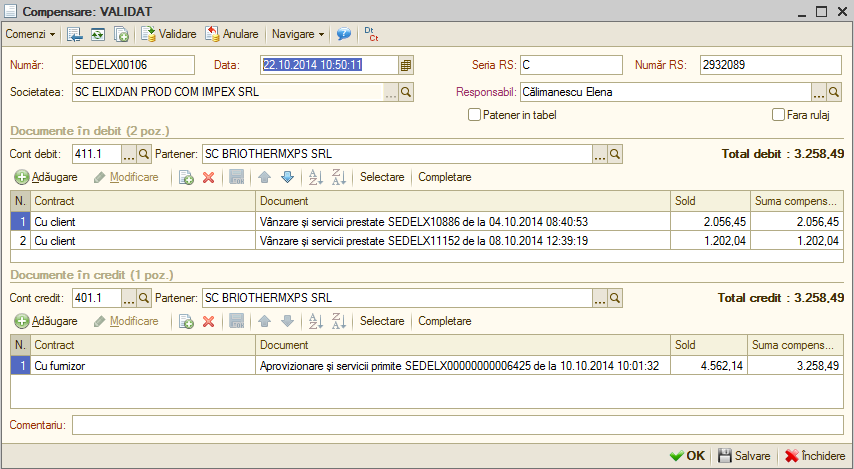 Compensare: VALIDAT
Comenzi Validare Anulare Navigare Dt Ct
Număr: SEDELX00106 Data: 22.10.2014 10:50:11 Seria RS: C Număr RS: 2932089
Societatea: SC ELIXDAN PROD COM IMPEX SRL ... Responsabil: Călimanescu Elena ...
Patener in tabel Fara rulaj
Documente în debit (2 poz.)
Cont debit: 411.1 ... Partener: SC BRIOTHERMXPS SRL ... Total debit : 3.258,49
Adăugare Modificare Selectare Completare
N. Contract Document Sold Suma compens...
1 Cu client Vânzare și servicii prestate SEDELX10886 de la 04.10.2014 08:40:53 2.056,45 2.056,45
2 Cu client Vânzare și servicii prestate SEDELX11152 de la 08.10.2014 12:39:19 1.202,04 1.202,04
Documente în credit (1 poz.)
Cont credit: 401.1 ... Partener: SC BRIOTHERMXPS SRL ... Total credit : 3.258,49
Adăugare Modificare Selectare Completare
N. Contract Document Sold Suma compens...
1 Cu furnizor Aprovizionare și servicii primite SEDELX00000000006425 de la 10.10.2014 10:01:32 4.562,14 3.258,49
Comentariu:
OK Salvare Închidere